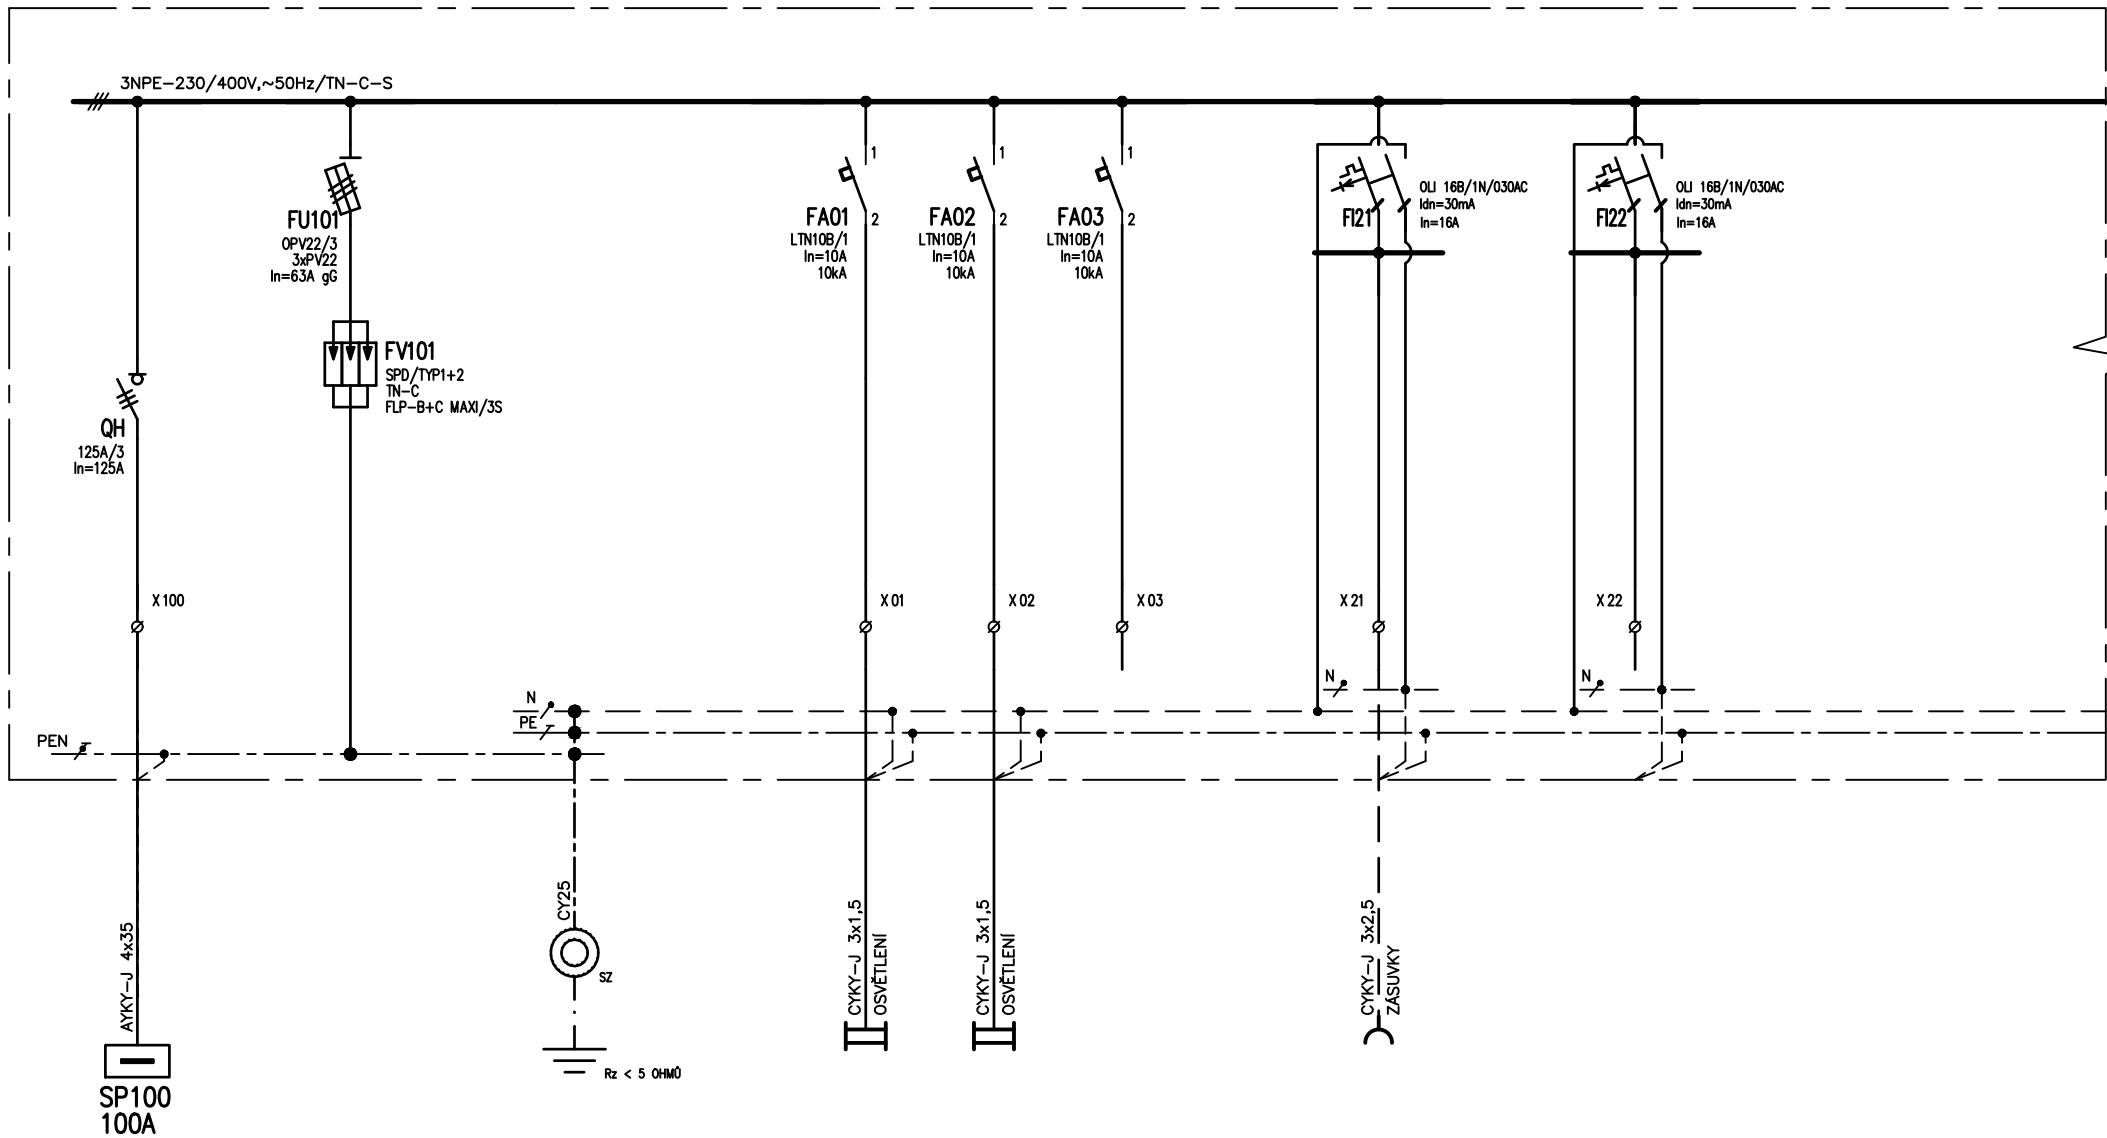 3NPE-230/400V,~50Hz/TN-C-S
QH
125A/3
In=125A
X100
PEN
AYKY-J 4x35
SP100
100A
FU101
OPV22/3
3xPV22
In=63A gG
FV101
SPD/TYP1+2
TN-C
FLP-B+C MAXI/3S
N
PE
CY25
SZ
Rz < 5 OHMŮ
1
FA01
2
LTN10B/1
In=10A
10kA
X01
CYKY-J 3x1,5
OSVĚTLENÍ
1
FA02
2
LTN10B/1
In=10A
10kA
X02
CYKY-J 3x1,5
OSVĚTLENÍ
1
FA03
2
LTN10B/1
In=10A
10kA
X03
OLI 16B/1N/030AC
Idn=30mA
In=16A
FI21
X21
N
CYKY-J 3x2,5
ZÁSUVKY
OLI 16B/1N/030AC
Idn=30mA
In=16A
FI22
X22
N